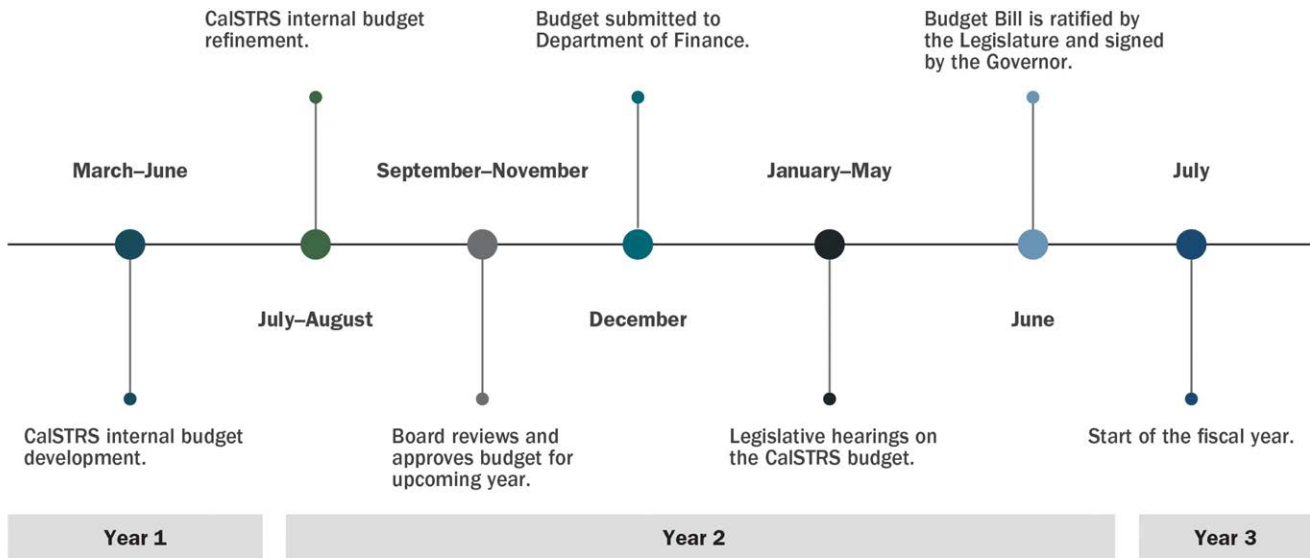 CalSTRS internal budget
refinement.
Budget submitted to
Department of Finance.
Budget Bill is ratified by
the Legislature and signed
by the Governor.
March–June
September–November
January–May
July
July–August
December
June
CalSTRS internal budget
development.
Board reviews and
approves budget for
upcoming year.
Legislative hearings on
the CalSTRS budget.
Start of the fiscal year.
Year 1
Year 2
Year 3